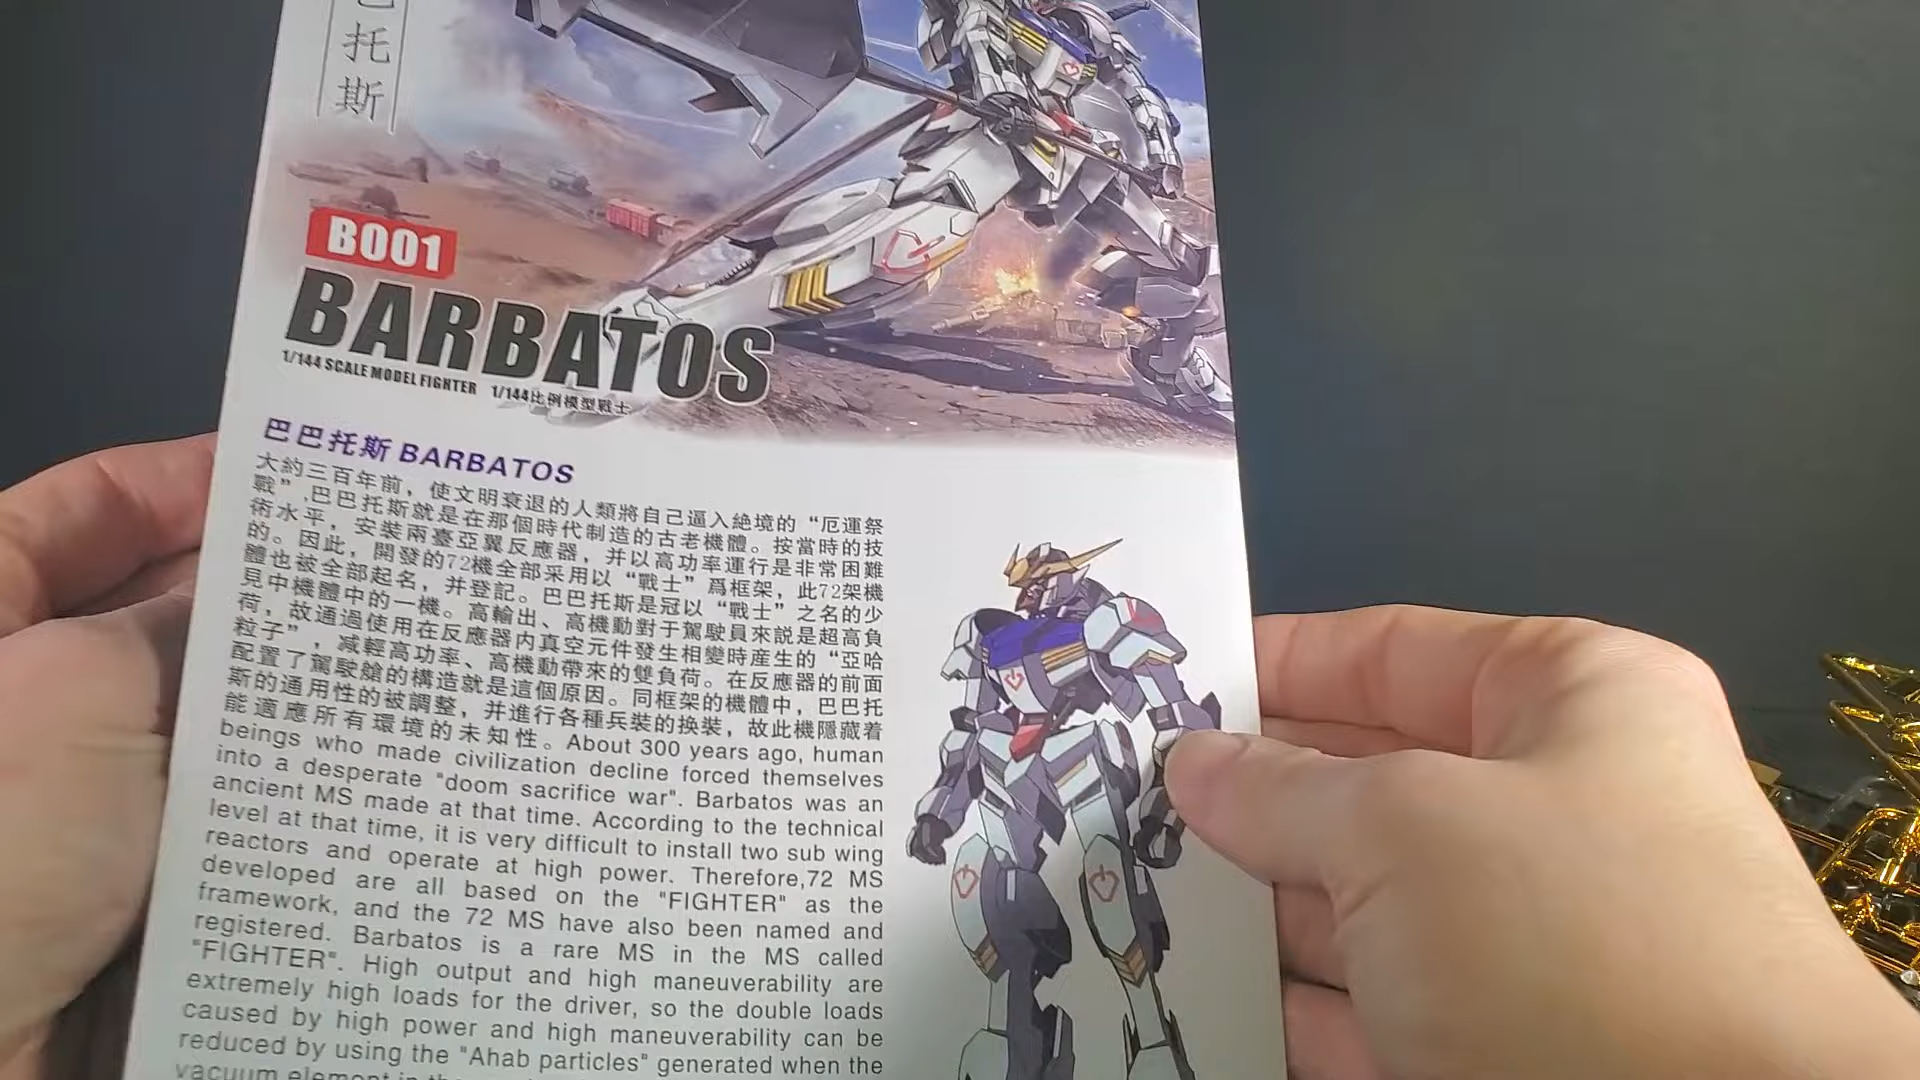 托
斯
B001
BARBATOS
1/144 SCALE MODEL FIGHTER 1/144比例模型戰士
巴巴托斯 BARBATOS
大約三百年前，使文明衰退的人類將自己逼入絶境的“厄運祭
戰”,巴巴托斯就是在那個時代制造的古老機體。按當時的技
術水平，安裝兩臺亞翼反應器，并以高功率運行是非常困難
的。因此，開發的72機全部采用以“戰士”爲框架，此72架機
體也被全部起名，并登記。巴巴托斯是冠以“戰士”之名的少
見中機體中的一機。高輸出、高機動對于駕駛員來説是超高負
荷，故通過使用在反應器内真空元件發生相變時産生的“亞哈
粒子”，减輕高功率、高機動帶來的雙負荷。在反應器的前面
配置了駕駛艙的構造就是這個原因。同框架的機體中，巴巴托
斯的通用性的被調整，并進行各種兵裝的换裝，故此機隱藏着
能適應所有環境的未知性。About 300 years ago, human
beings who made civilization decline forced themselves
into a desperate "doom sacrifice war". Barbatos was an
ancient MS made at that time. According to the technical
level at that time, it is very difficult to install two sub wing
reactors and operate at high power. Therefore,72 MS
developed are all based on the "FIGHTER" as the
framework, and the 72 MS have also been named and
registered. Barbatos is a rare MS in the MS called
"FIGHTER". High output and high maneuverability are
extremely high loads for the driver, so the double loads
caused by high power and high maneuverability can be
reduced by using the "Ahab particles" generated when the
vacuum element in the